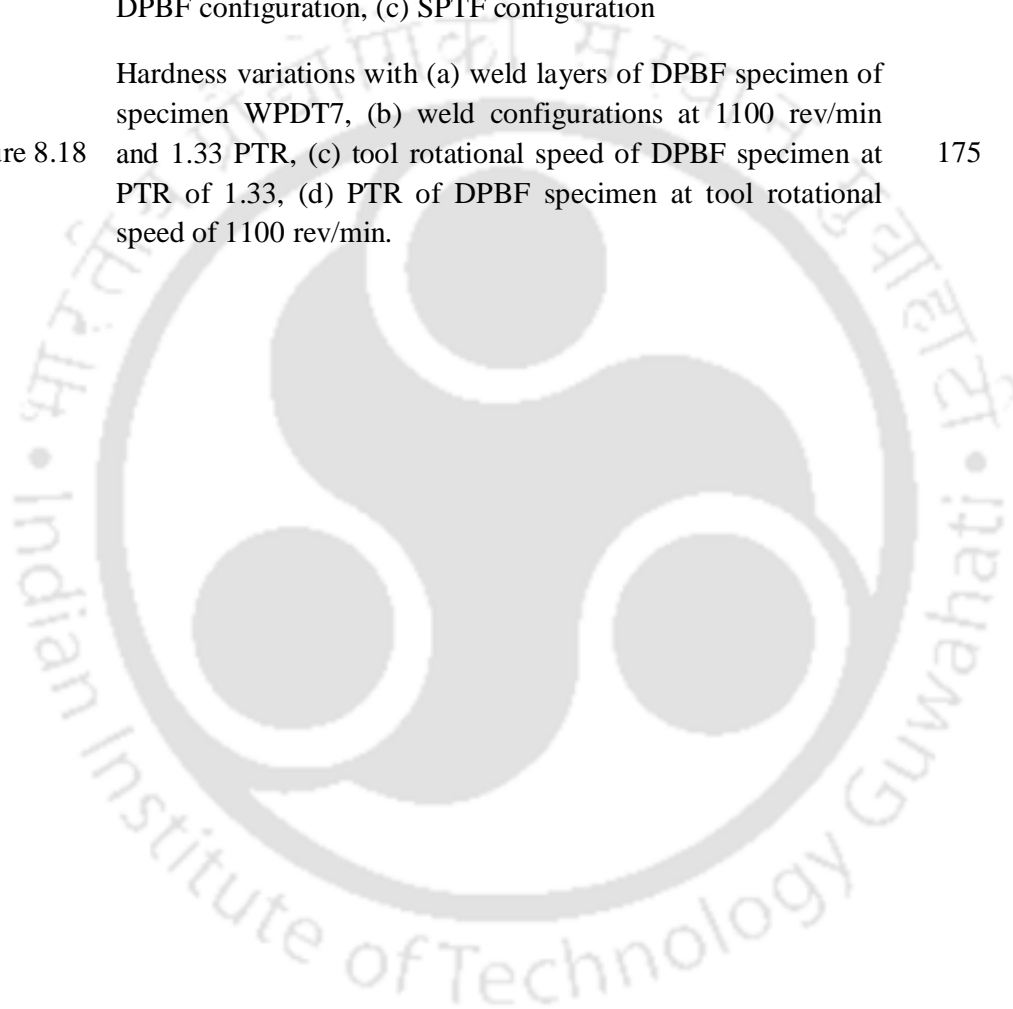 DPBF configuration, (c) SPTF configuration
Hardness variations with (a) weld layers of DPBF specimen of
specimen WPDT7, (b) weld configurations at 1100 rev/min
re 8.18 and 1.33 PTR, (c) tool rotational speed of DPBF specimen at 175
PTR of 1.33, (d) PTR of DPBF specimen at tool rotational
speed of 1100 rev/min.
Indian Institute of Technology Guwahati